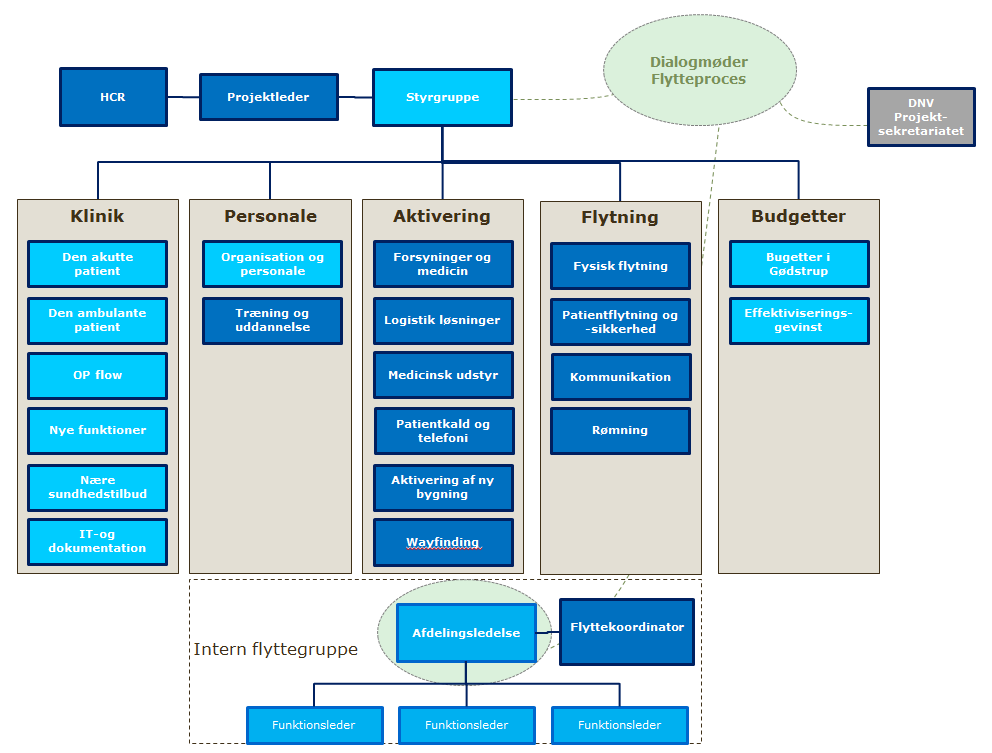 Dialogmøder
Flytteproces
HCR
Projektleder
Styrgruppe
DNV
Projekt-
sekretariatet
Klinik
Den akutte
patient
Den ambulante
patient
OP flow
Nye funktioner
Nære
sundhedstilbud
IT-og
dokumentation
Personale
Organisation og
personale
Træning og
uddannelse
Aktivering
Forsyninger og
medicin
Logistik løsninger
Medicinsk udstyr
Patientkald og
telefoni
Aktivering af ny
bygning
Wayfinding
Flytning
Fysisk flytning
Patientflytning og
-sikkerhed
Kommunikation
Rømning
Budgetter
Bugetter i
Gødstrup
Effektiviserings-
gevinst
Intern flyttegruppe
Afdelingsledelse
Flyttekoordinator
Funktionsleder
Funktionsleder
Funktionsleder